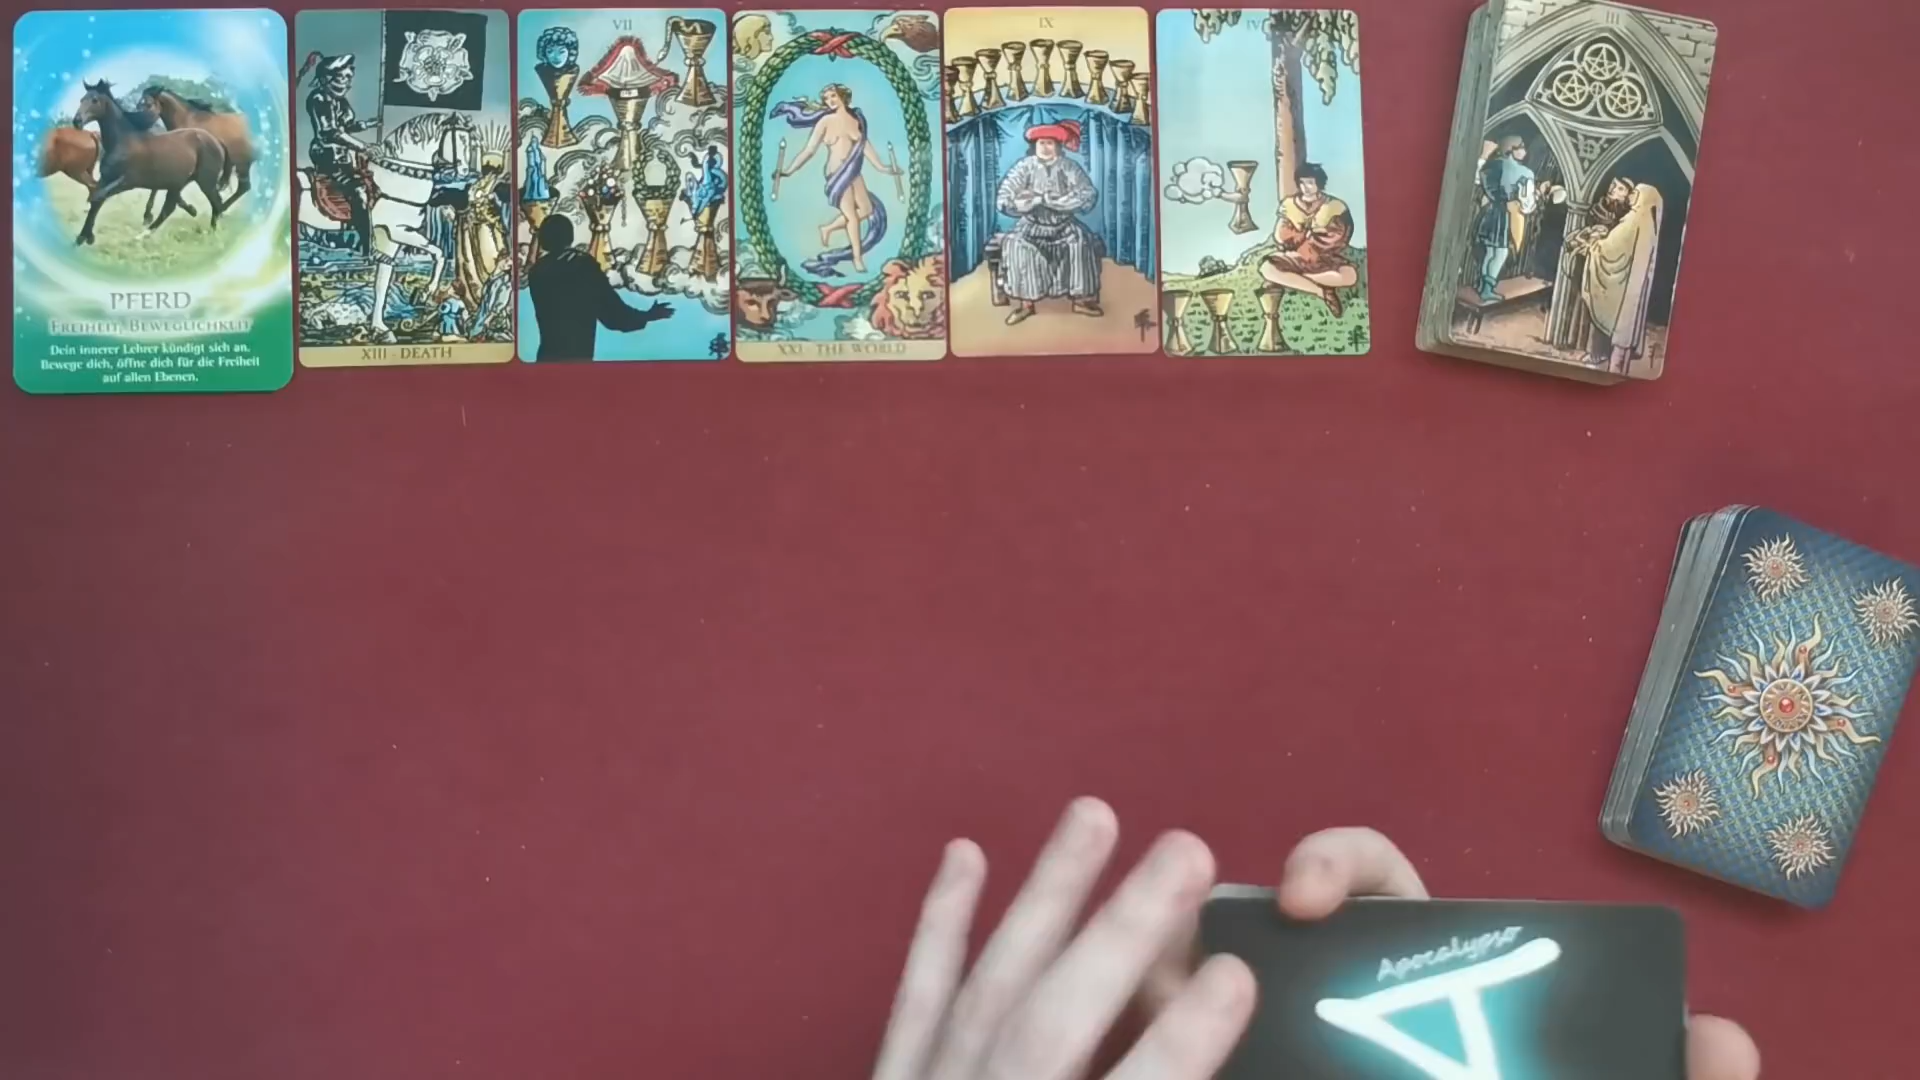 PFERD
FREIHEIT, BEWEGLICHKEIT
Dein innerer Lehrer kündigt sich an.
Bewege dich, öffne dich für die Freiheit
auf allen Ebenen.
XIII - DEATH
VII
XXI - THE WORLD
IX
IV
III
Apocalypso